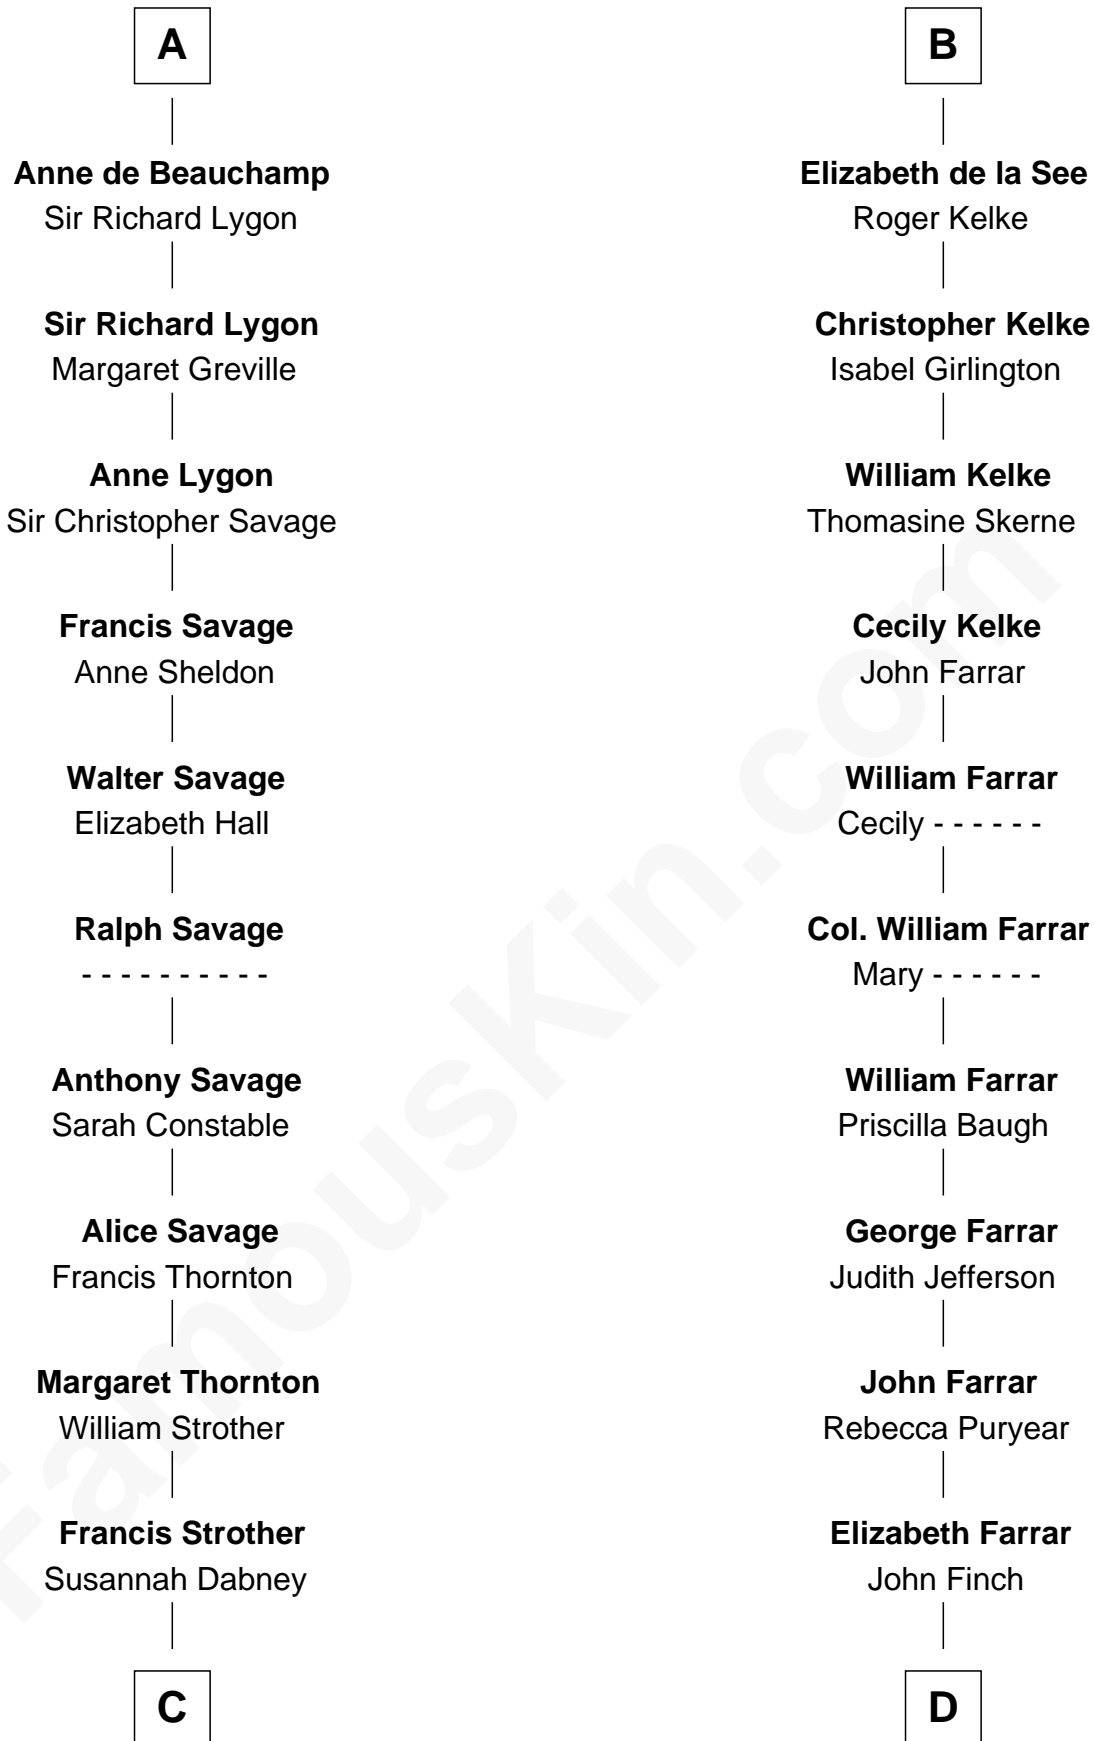 A
Anne de Beauchamp
Sir Richard Lygon
Sir Richard Lygon
Margaret Greville
Anne Lygon
Sir Christopher Savage
Francis Savage
Anne Sheldon
Walter Savage
Elizabeth Hall
Ralph Savage
- - - - - - - - - -
Anthony Savage
Sarah Constable
Alice Savage
Francis Thornton
Margaret Thornton
William Strother
Francis Strother
Susannah Dabney
C
B
Elizabeth de la See
Roger Kelke
Christopher Kelke
Isabel Girlington
William Kelke
Thomasine Skerne
Cecily Kelke
John Farrar
William Farrar
Cecily - - - - - -
Col. William Farrar
Mary - - - - - -
William Farrar
Priscilla Baugh
George Farrar
Judith Jefferson
John Farrar
Rebecca Puryear
Elizabeth Farrar
John Finch
D
FamousKin.com